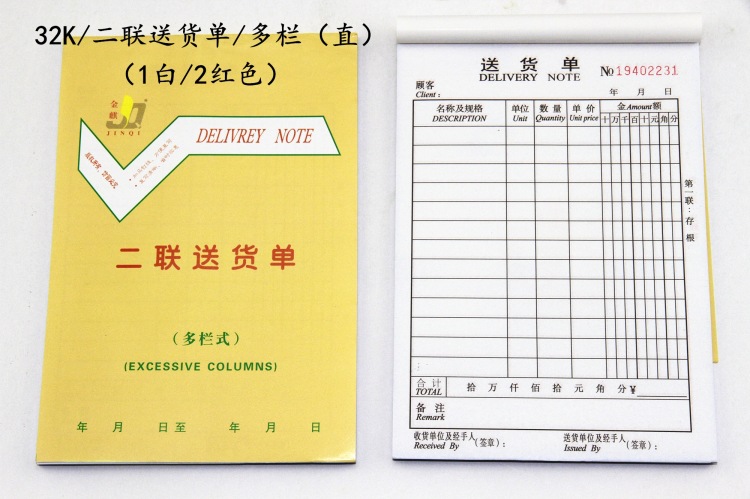 32K/二联送货单/多栏（直）
（1白/2红色）
金麒
JINQI
DELIVREY NOTE
二联送货单
（多栏式）
(EXCESSIVE COLUMNS)
年 月 日至 年 月 日
送货单
DELIVERY NOTE
No 19402231
顾客
Client:
年 月 日
名称及规格 单位 数量 单价 金Amount额
DESCRIPTION Unit Quantity Unit price 十万千百十元角分
第一联:存根
合计 拾 万 仟 佰 拾 元 角 分¥
TOTAL
备注
Remark
收货单位及经手人（签章）: 送货单位及经手人（签章）:
Received By Issued By